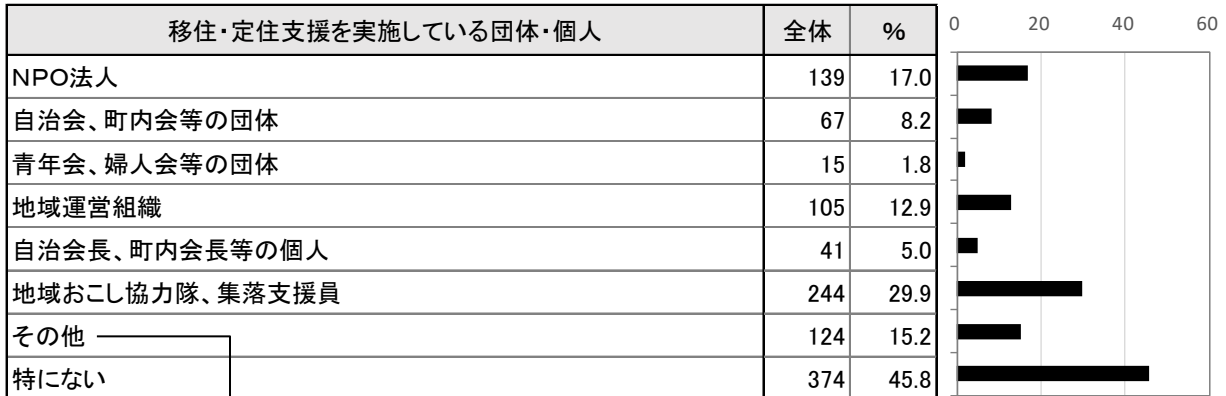 移住・定住支援を実施している団体・個人 全体 % 0 20 40 60
NPO法人 139 17.0
自治会、町内会等の団体 67 8.2
青年会、婦人会等の団体 15 1.8
地域運営組織 105 12.9
自治会長、町内会長等の個人 41 5.0
地域おこし協力隊、集落支援員 244 29.9
その他 124 15.2
特にない 374 45.8